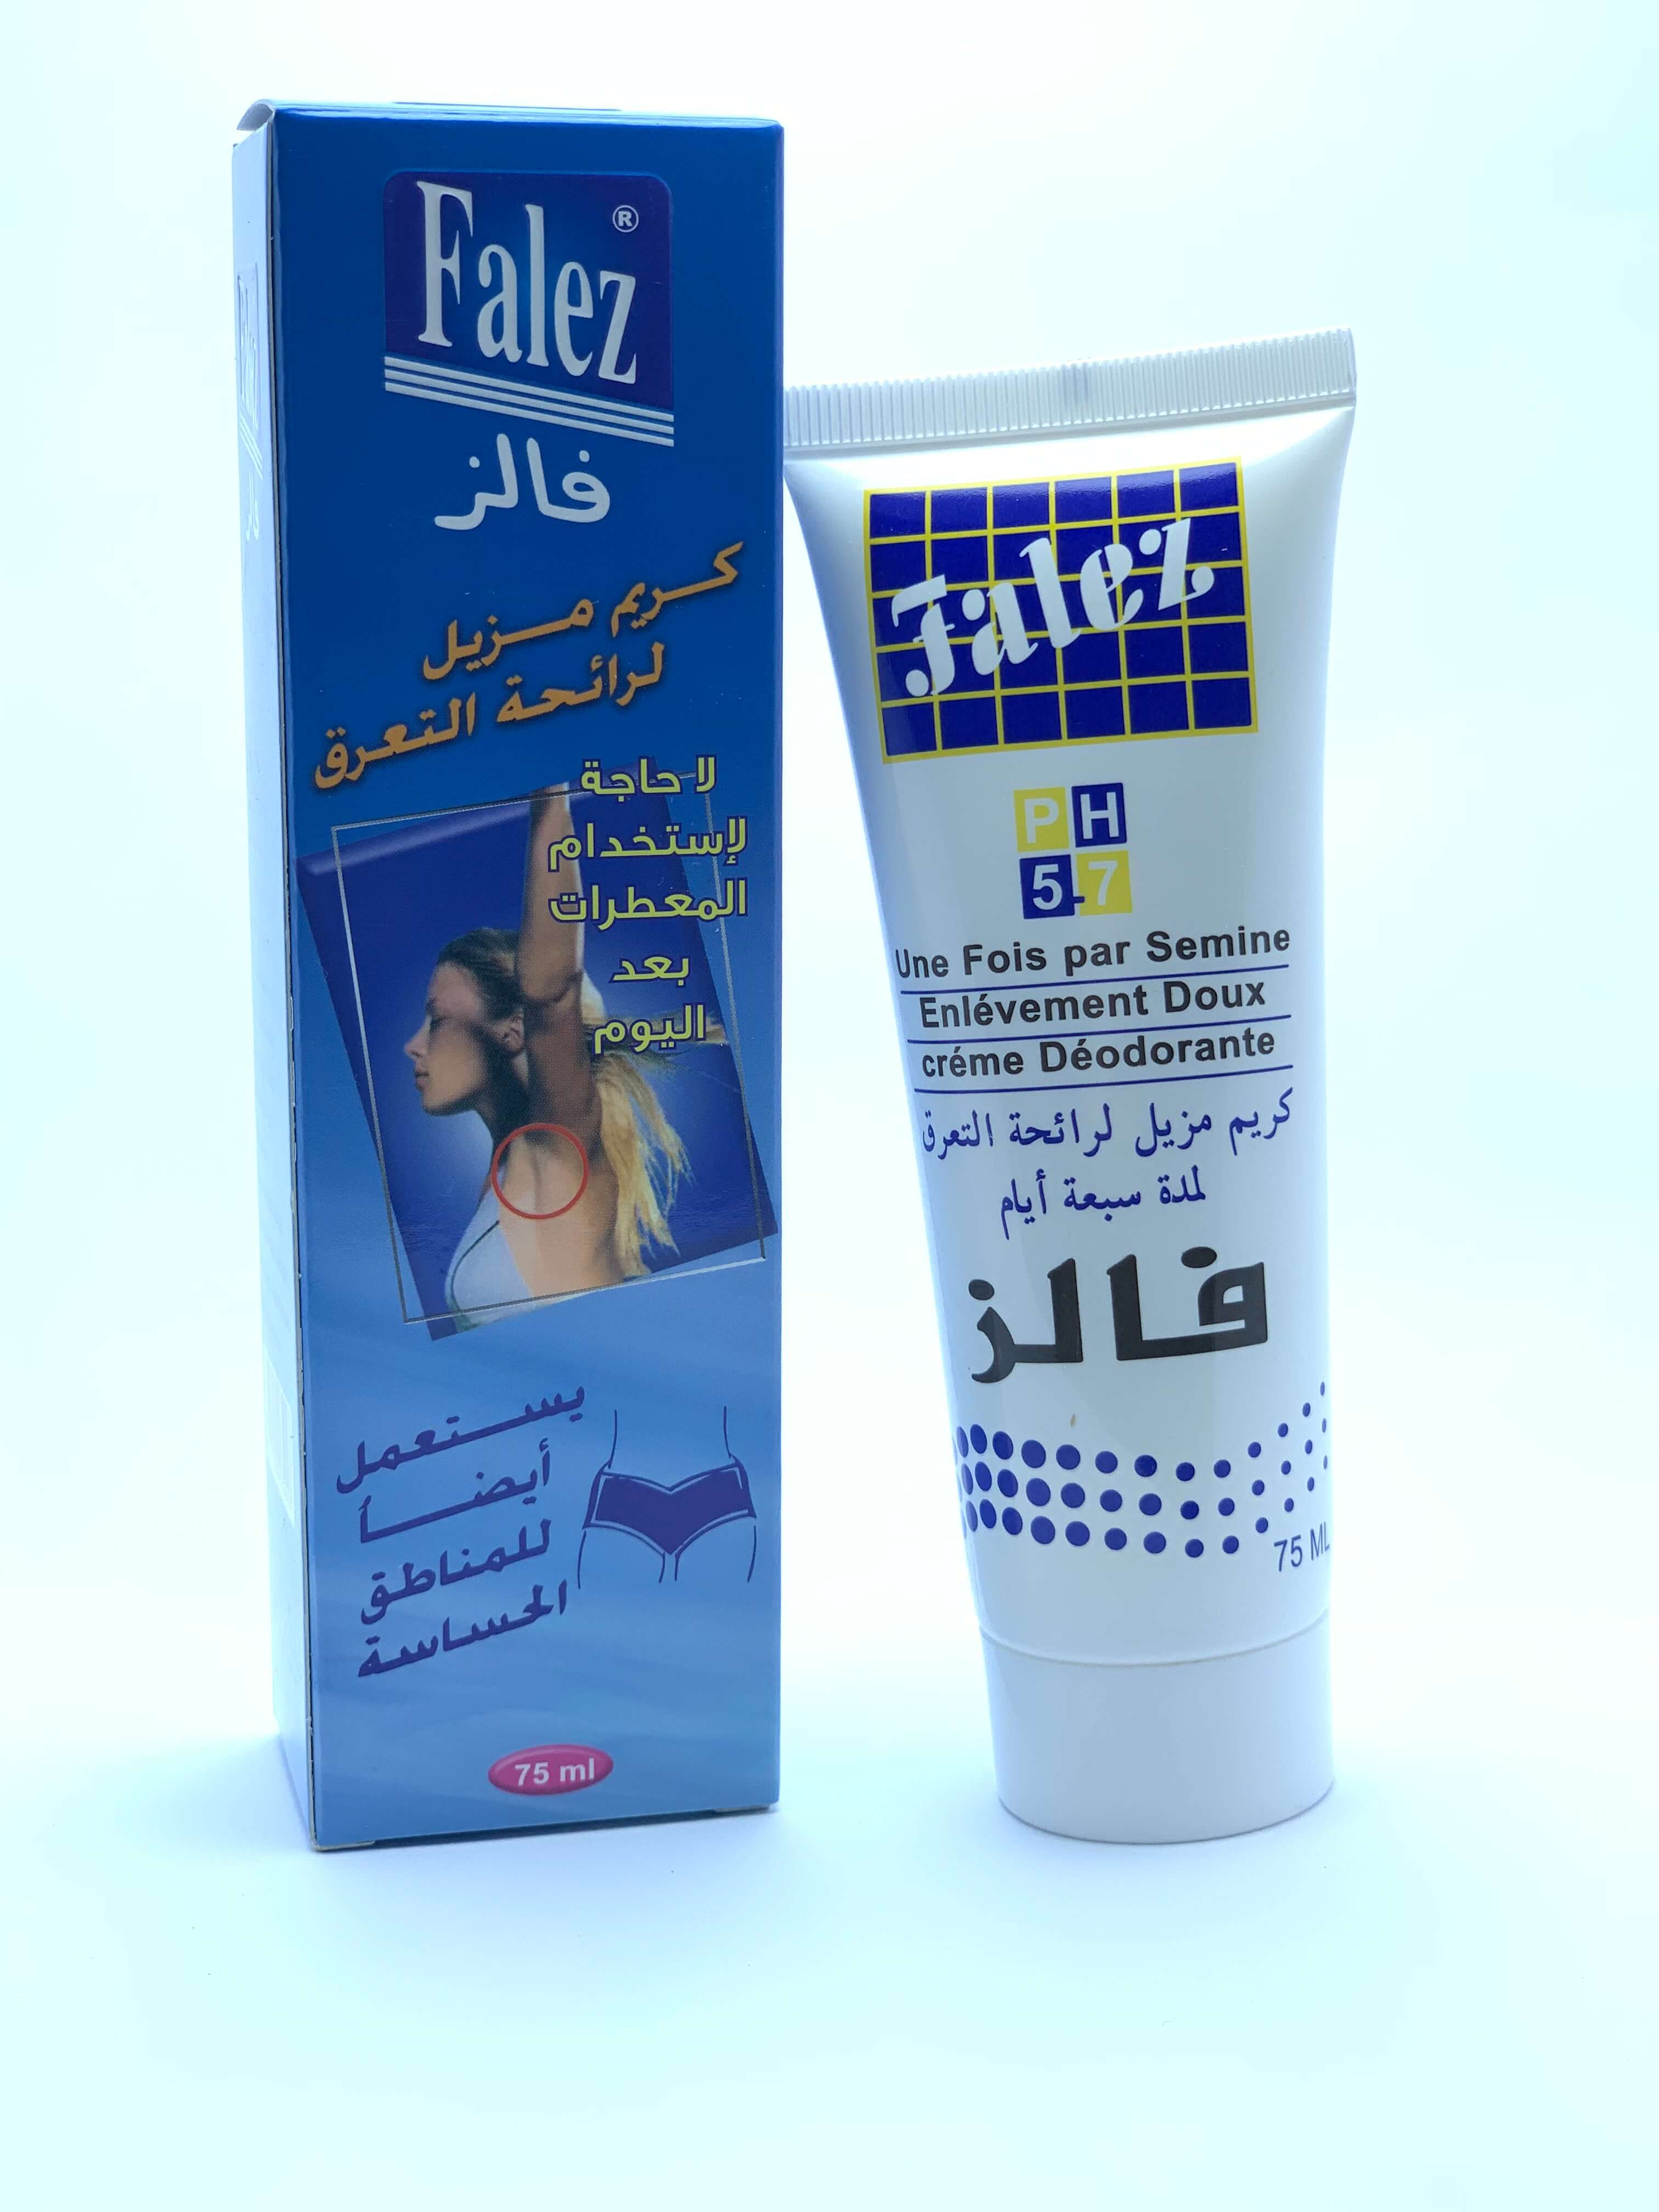 Falez ®
فالز
كريم مزيل
لرائحة التعرق
لا حاجة
لإستخدام
المعطرات
بعد
اليوم
يستعمل
أيضاً
للمناطق
الحساسة
75 ml
Falez
PH
5-7
Une Fois par Semine
Enlévement Doux
créme Déodorante
كريم مزيل لرائحة التعرق
لمدة سبعة أيام
فالز
75 ML